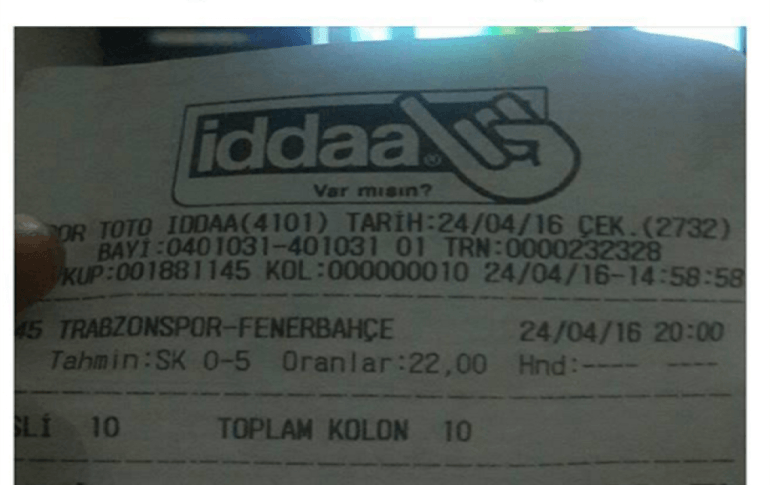 iddaa®
Var mısın?
OR TOTO IDDAA(4101) TARİH:24/04/16 ÇEK.(2732)
BAYİ:0401031-401031 01 TRN:0000232328
KUP:001881145 KOL:000000010 24/04/16-14:58:58
45 TRABZONSPOR-FENERBAHÇE 24/04/16 20:00
Tahmin:SK 0-5 Oranlar:22,00 Hnd:---- ----
SLİ 10 TOPLAM KOLON 10